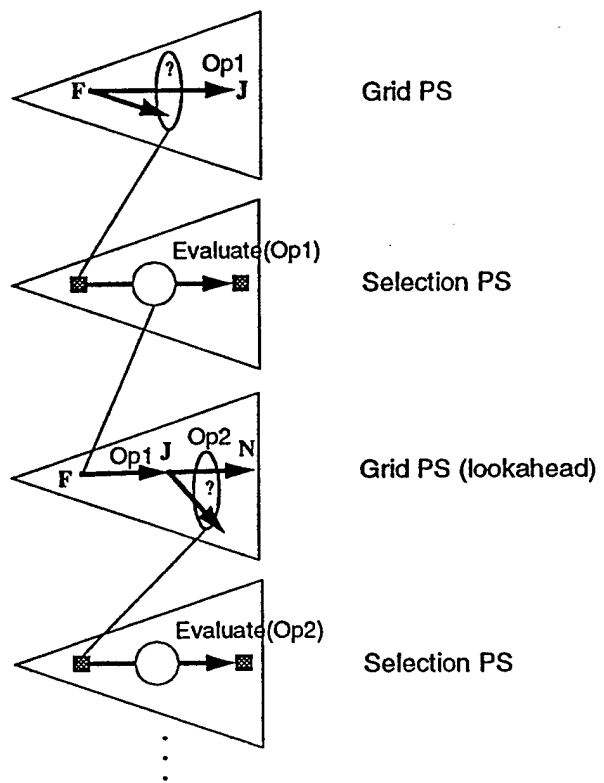 ? Op1
F J Grid PS
Evaluate(Op1)
Selection PS
Op2
Op1 J N
F ? Grid PS (lookahead)
Evaluate(Op2)
Selection PS